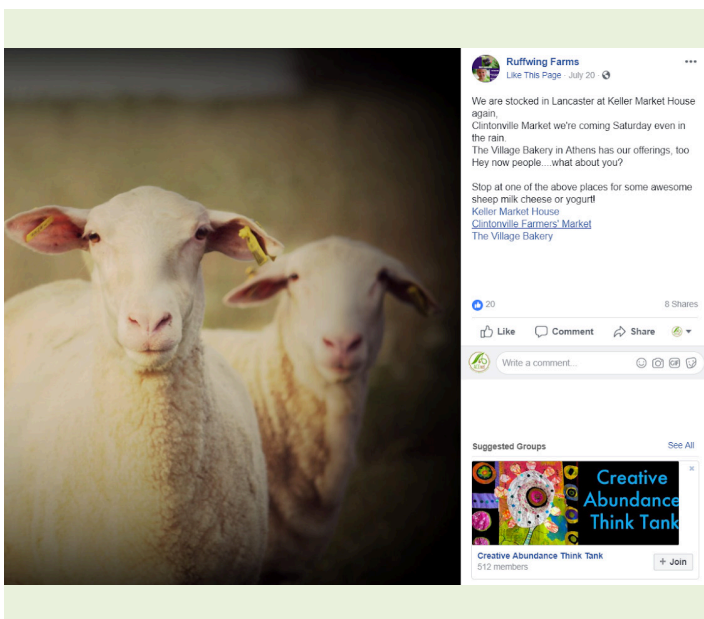 Ruffwing Farms
Like This Page · July 20 ·
We are stocked in Lancaster at Keller Market House
again,
Clintonville Market we're coming Saturday even in
the rain.
The Village Bakery in Athens has our offerings, too
Hey now people....what about you?
Stop at one of the above places for some awesome
sheep milk cheese or yogurt!
Keller Market House
Clintonville Farmers' Market
The Village Bakery
20
8 Shares
Like
Comment
Share
Write a comment...
GIF
Suggested Groups
See All
Creative
Abundance
Think Tank
Creative Abundance Think Tank
512 members
+ Join